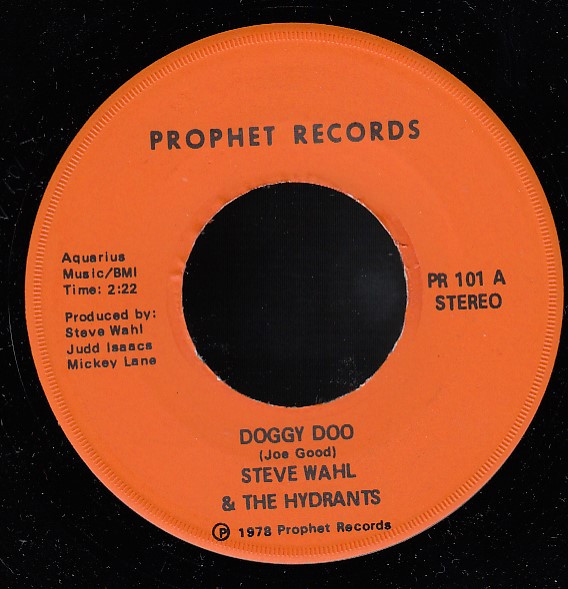 PROPHET RECORDS
Aquarius
Music/BMI
Time: 2:22
Produced by:
Steve Wahl
Judd Isaacs
Mickey Lane
PR 101 A
STEREO
DOGGY DOO
(Joe Good)
STEVE WAHL
& THE HYDRANTS
Ⓟ 1978 Prophet Records